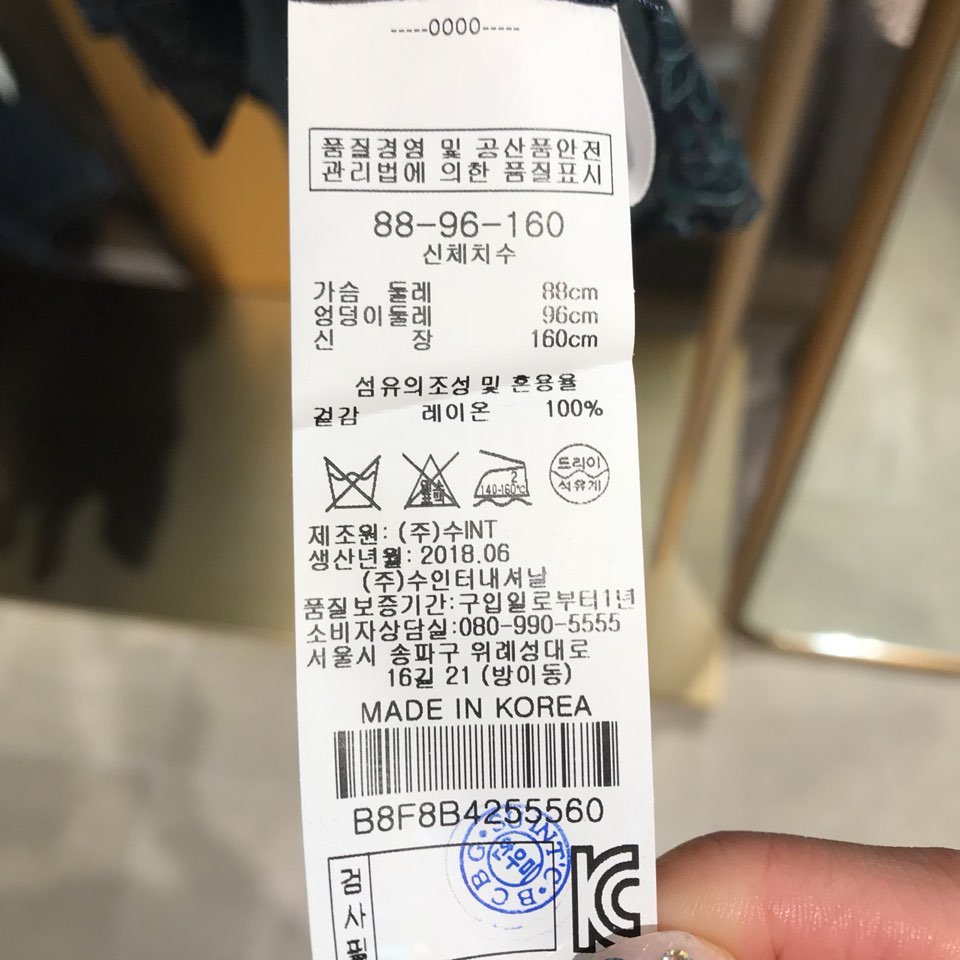 -----0000-----
품질경영 및 공산품안전
관리법에 의한 품질표시
88-96-160
신체치수
가슴 둘레 88cm
엉덩이둘레 96cm
신 장 160cm
섬유의조성 및 혼용율
겉감 레이온 100%
2
140-160℃
드라이
석유계
제조원: (주)수INT
생산년월: 2018.06
(주)수인터내셔날
품질보증기간:구입일로부터1년
소비자상담실:080-990-5555
서울시 송파구 위례성대로
16길 21 (방이동)
MADE IN KOREA
B8F8B4255560
SOOINT'C · BCBG ·
검사필